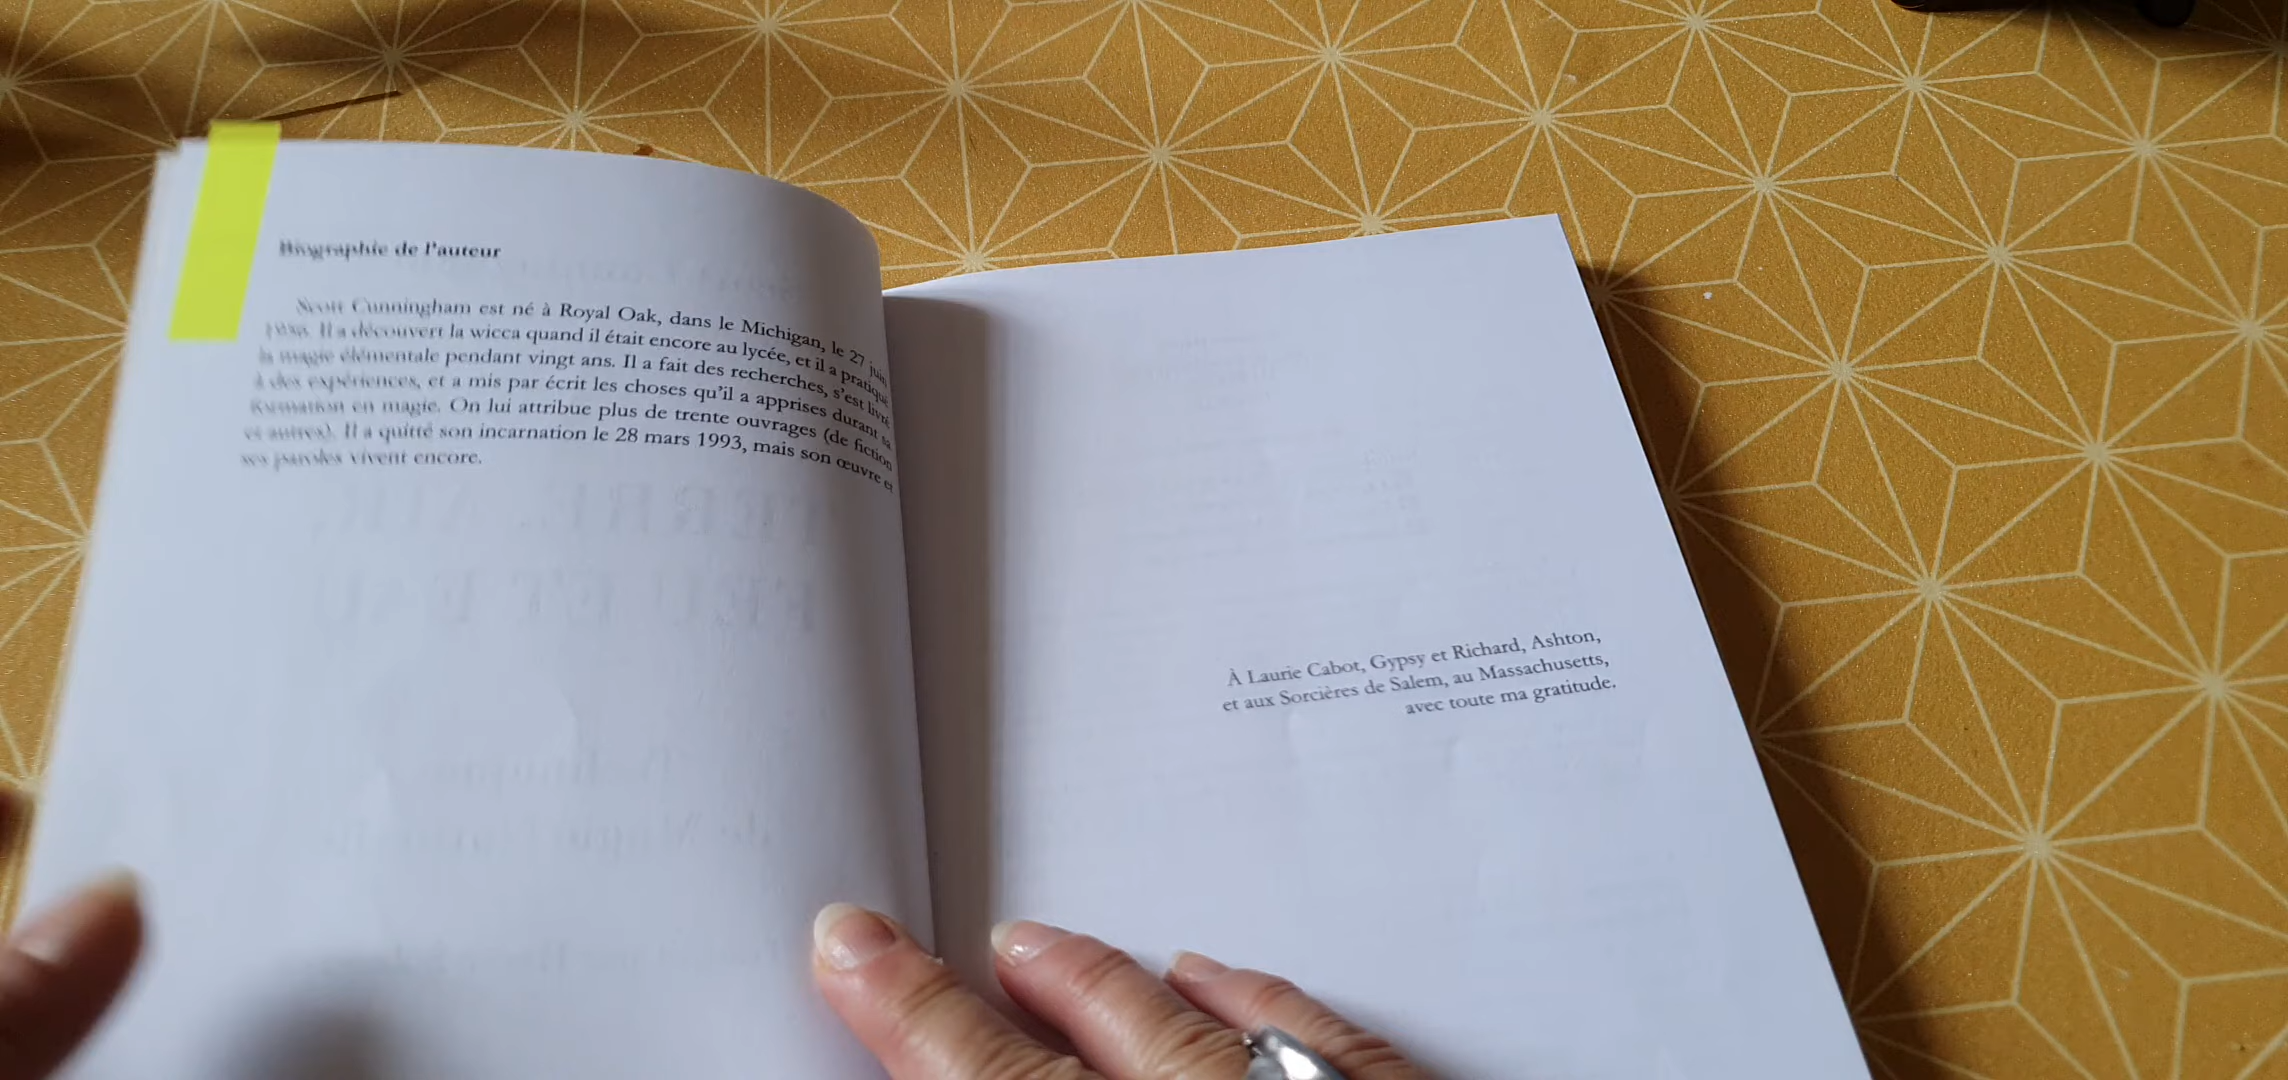 Biographie de l'auteur
Scott Cunningham est né à Royal Oak, dans le Michigan, le 27 juin
1956. Il a découvert la wicca quand il était encore au lycée, et il a pratiqué
la magie élémentale pendant vingt ans. Il a fait des recherches, s'est livré
à des expériences, et a mis par écrit les choses qu'il a apprises durant sa
formation en magie. On lui attribue plus de trente ouvrages (de fiction
et autres). Il a quitté son incarnation le 28 mars 1993, mais son œuvre et
ses paroles vivent encore.
À Laurie Cabot, Gypsy et Richard, Ashton,
et aux Sorcières de Salem, au Massachusetts,
avec toute ma gratitude.